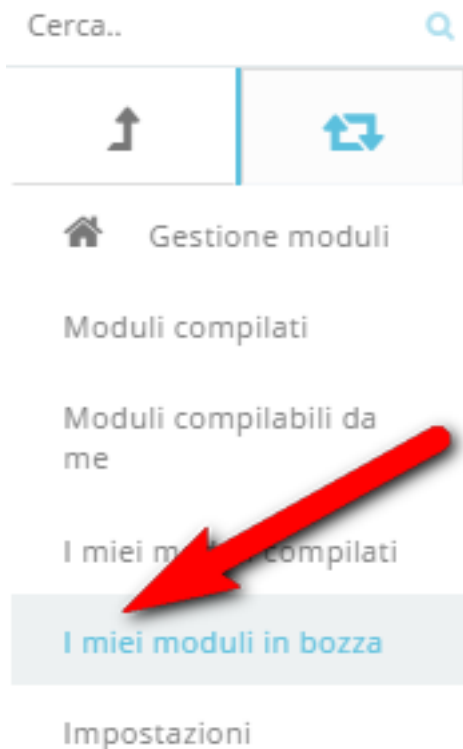 Cerca..
Gestione moduli
Moduli compilati
Moduli compilabili da
me
I miei compilati
I miei moduli in bozza
Impostazioni